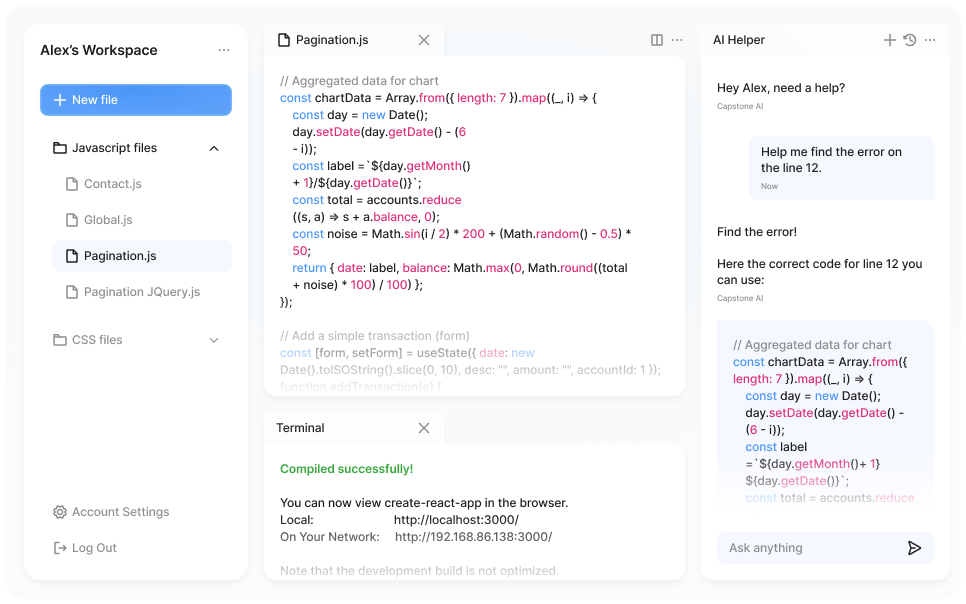 Alex's Workspace
New file
Javascript files
Contact.js
Global.js
Pagination.js
Pagination JQuery.js
CSS files
Account Settings
Log Out
Pagination.js
// Aggregated data for chart
const chartData = Array.from({ length: 7 }).map((_, i) => {
const day = new Date();
day.setDate(day.getDate() - (6
- i));
const label =`${day.getMonth()
+ 1}/${day.getDate()}`;
const total = accounts.reduce
((s, a) => s + a.balance, 0);
const noise = Math.sin(i / 2) * 200 + (Math.random() - 0.5) *
50;
return { date: label, balance: Math.max(0, Math.round((total
+ noise) * 100) / 100) };
});
// Add a simple transaction (form)
const [form, setForm] = useState({ date: new
Date().toISOString().slice(0, 10), desc: "", amount: "", accountId: 1 });
function addTransaction(e) {
Terminal
Compiled successfully!
You can now view create-react-app in the browser.
Local: http://localhost:3000/
On Your Network: http://192.168.86.138:3000/
Note that the development build is not optimized.
AI Helper
Hey Alex, need a help?
Capstone AI
Help me find the error on
the line 12.
Now
Find the error!
Here the correct code for line 12 you
can use:
Capstone AI
// Aggregated data for chart
const chartData = Array.from({
length: 7 }).map((_, i) => {
const day = new Date();
day.setDate(day.getDate() -
(6 - i));
const label
=`${day.getMonth()+ 1}
${day.getDate()}`;
const total = accounts.reduce
Ask anything